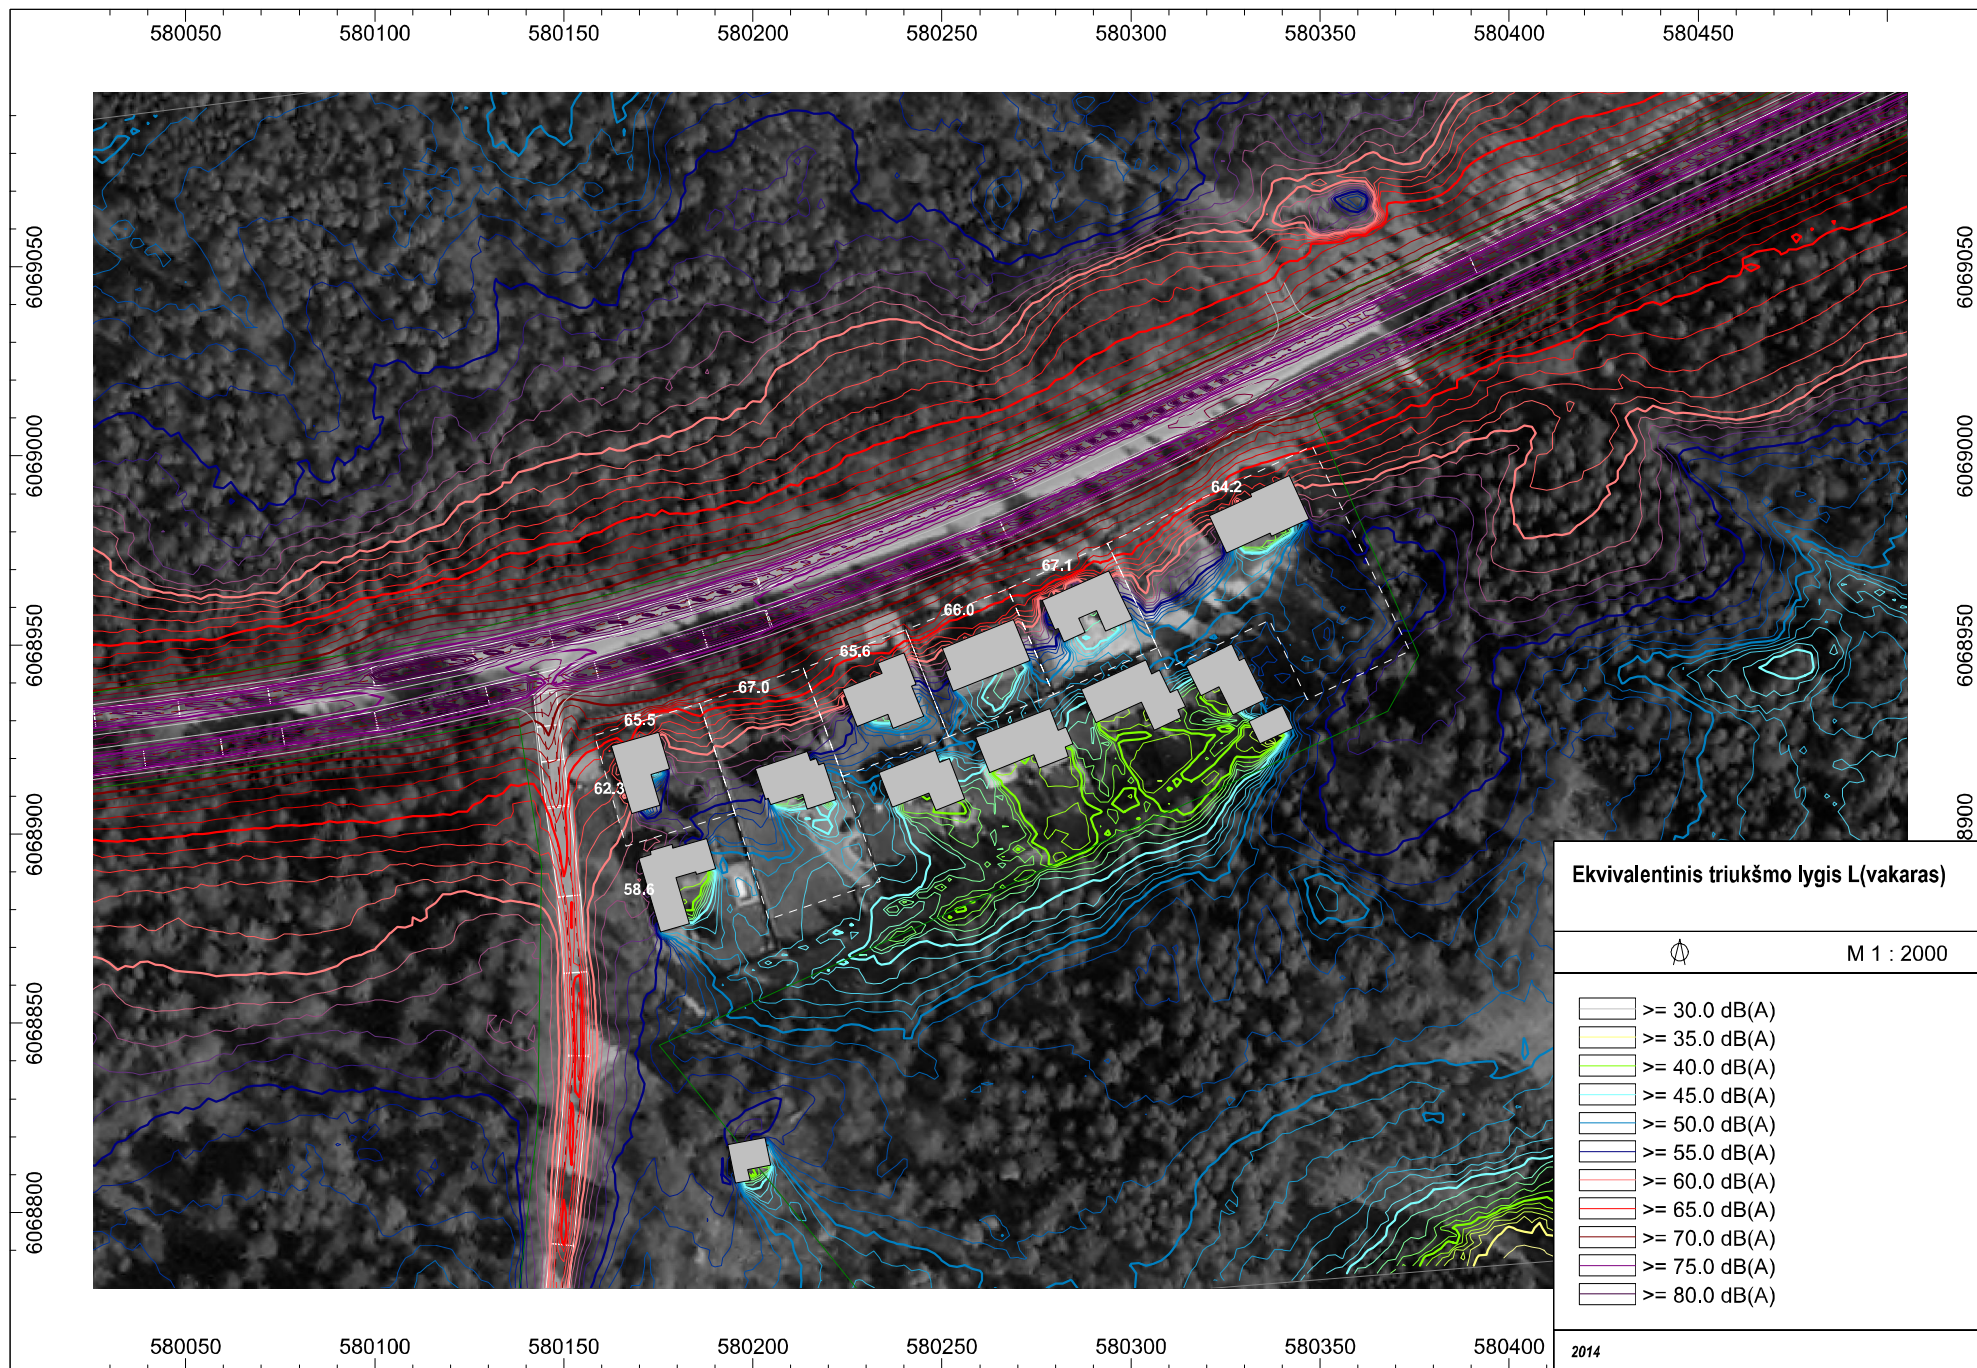 580050 580100 580150 580200 580250 580300 580350 580400 580450
6069050
6069000
6068950
6068900
6068850
6068800
6069050
6069000
6068950
8900
64.2
67.1
66.0
65.6
67.0
65.5
62.3
58.6
Ekvivalentinis triukšmo lygis L(vakaras)
M 1 : 2000
>= 30.0 dB(A)
>= 35.0 dB(A)
>= 40.0 dB(A)
>= 45.0 dB(A)
>= 50.0 dB(A)
>= 55.0 dB(A)
>= 60.0 dB(A)
>= 65.0 dB(A)
>= 70.0 dB(A)
>= 75.0 dB(A)
>= 80.0 dB(A)
2014
580050 580100 580150 580200 580250 580300 580350 580400